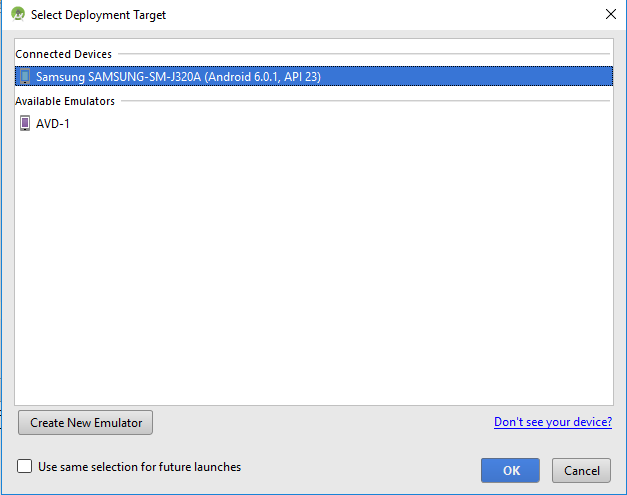 Select Deployment Target
Connected Devices
Samsung SAMSUNG-SM-J320A (Android 6.0.1, API 23)
Available Emulators
AVD-1
Create New Emulator
Don't see your device?
Use same selection for future launches
OK
Cancel